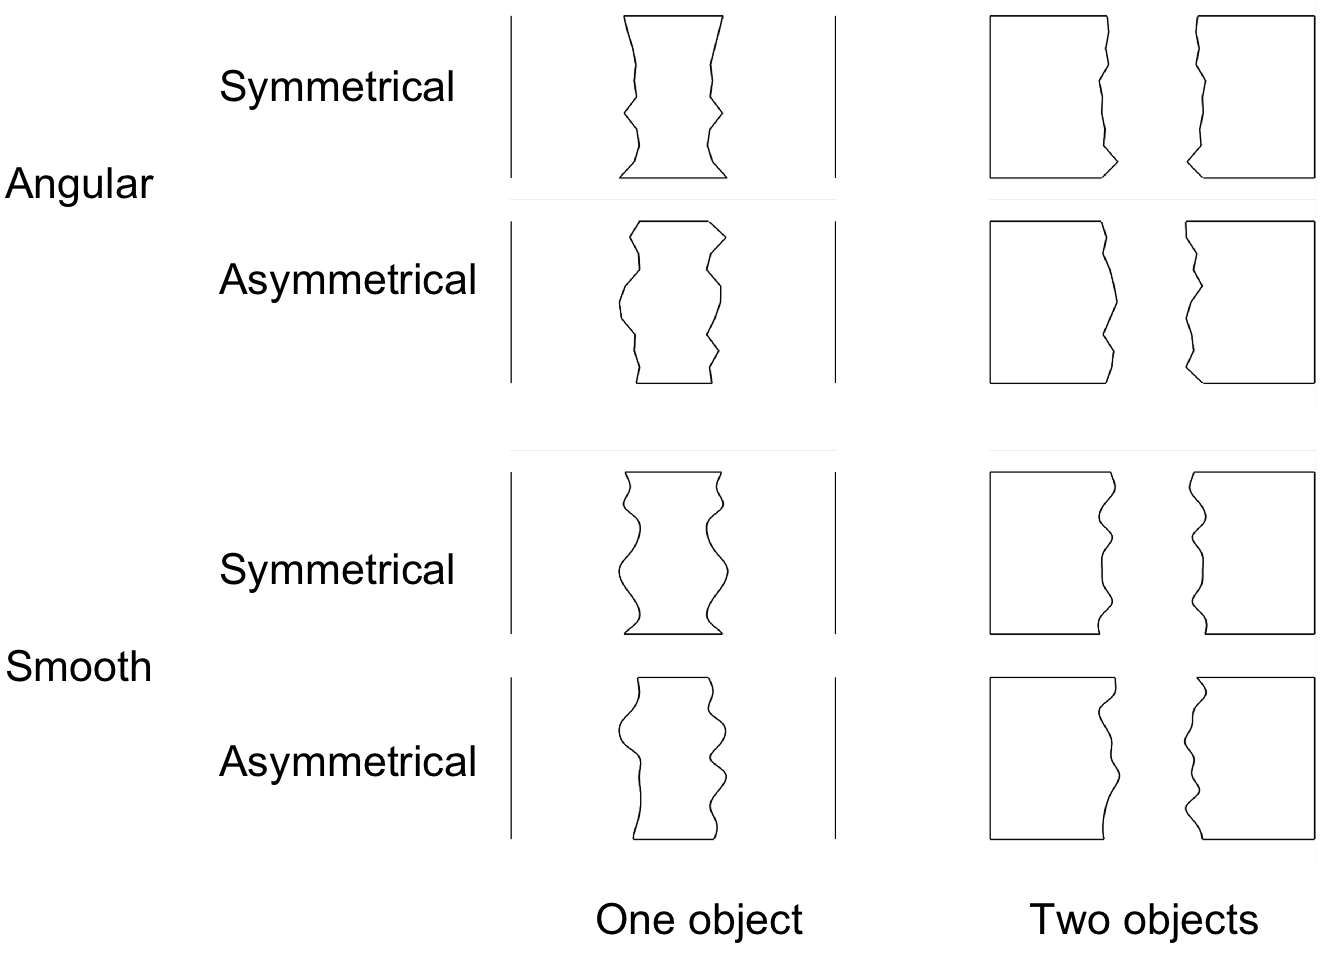 Symmetrical
Angular
Asymmetrical
Symmetrical
Smooth
Asymmetrical
One object
Two objects